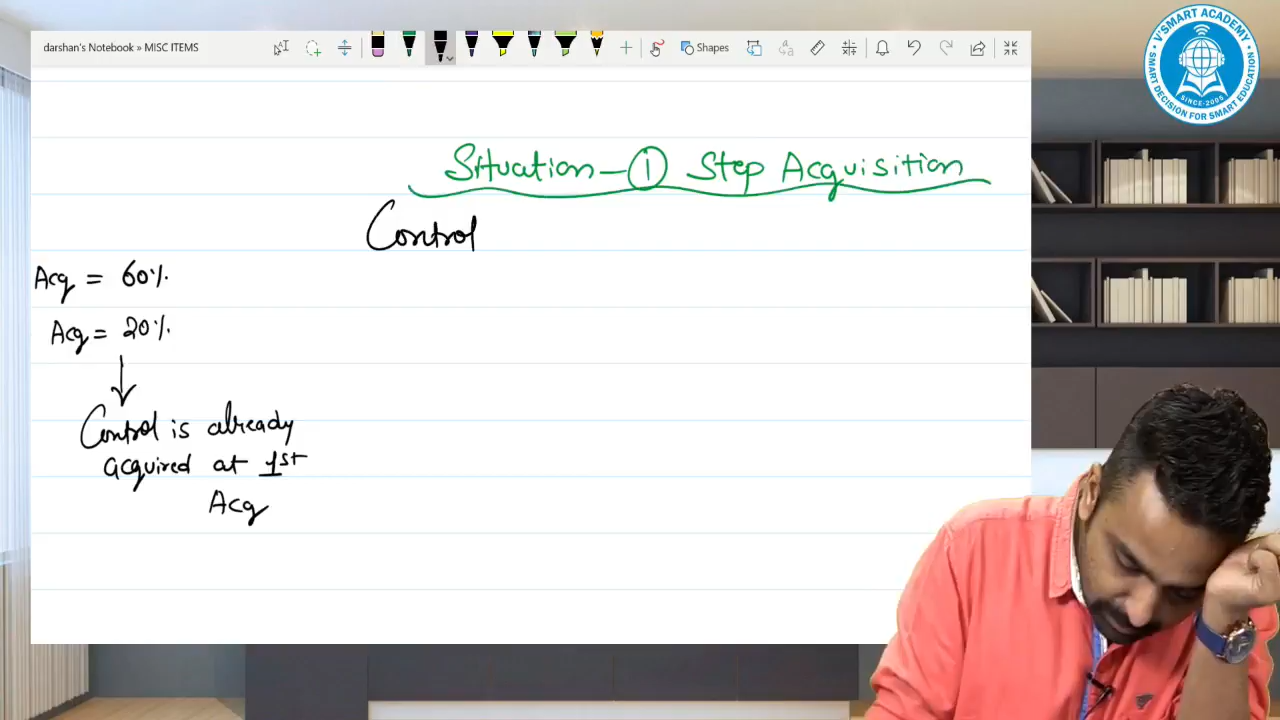 darshan's Notebook » MISC ITEMS
Shapes
V'SMART ACADEMY
SINCE-2005
SMART DECISION FOR SMART EDUCATION
Situation - ① Step Acquisition
Control
Acq = 60%
Acq = 20%
Control is already
acquired at 1st
Acq